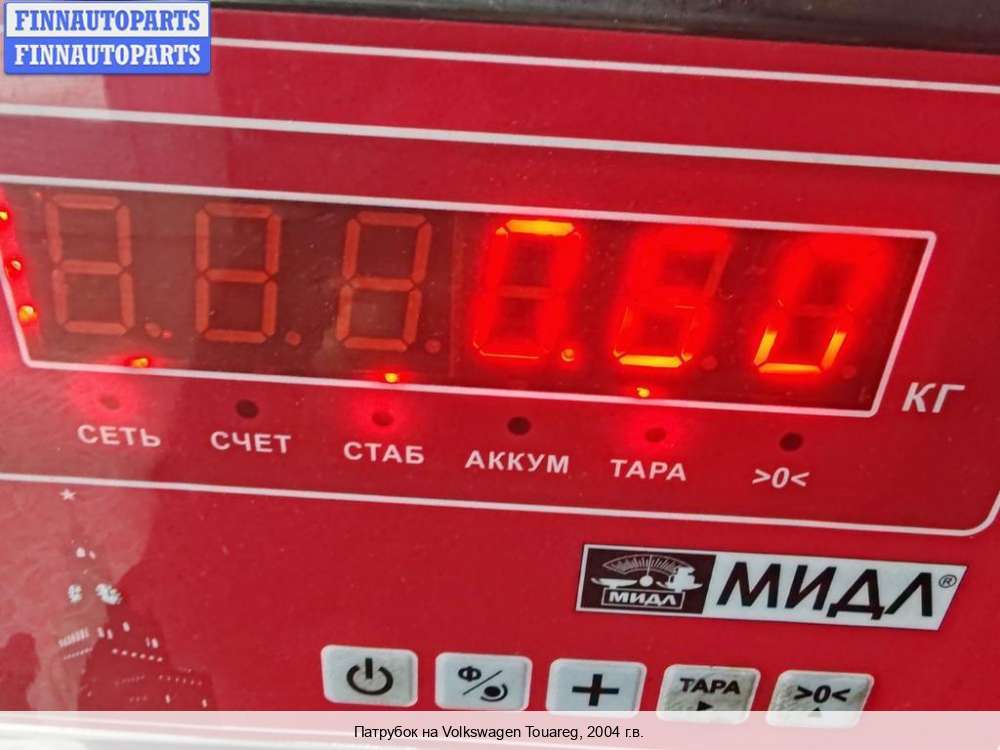 FINNAUTOPARTS
FINNAUTOPARTS
0.60
КГ
СЕТЬ СЧЕТ СТАБ АККУМ ТАРА >0<
МИДЛ МИДЛ®
Ф ТАРА >0<
Патрубок на Volkswagen Touareg, 2004 г.в.